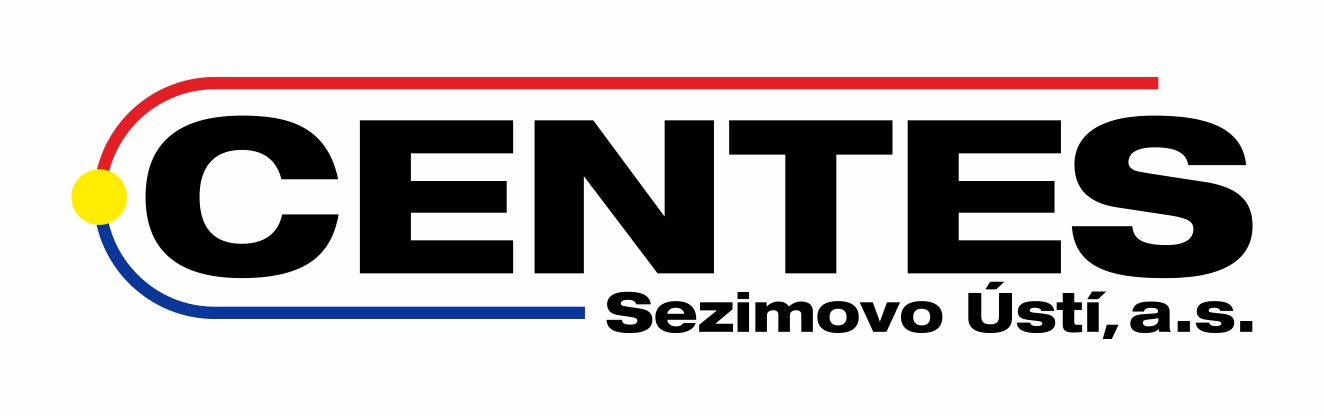 CENTES
Sezimovo Ústí, a.s.